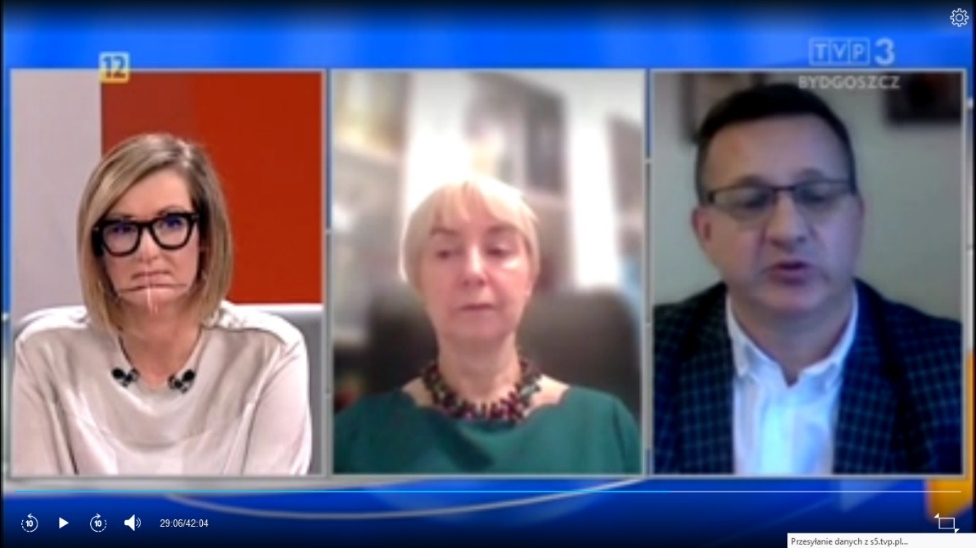 12
TVP3
BYDGOSZCZ
10
10
29:06/42:04
Przesyłanie danych z s5.tvp.pl...